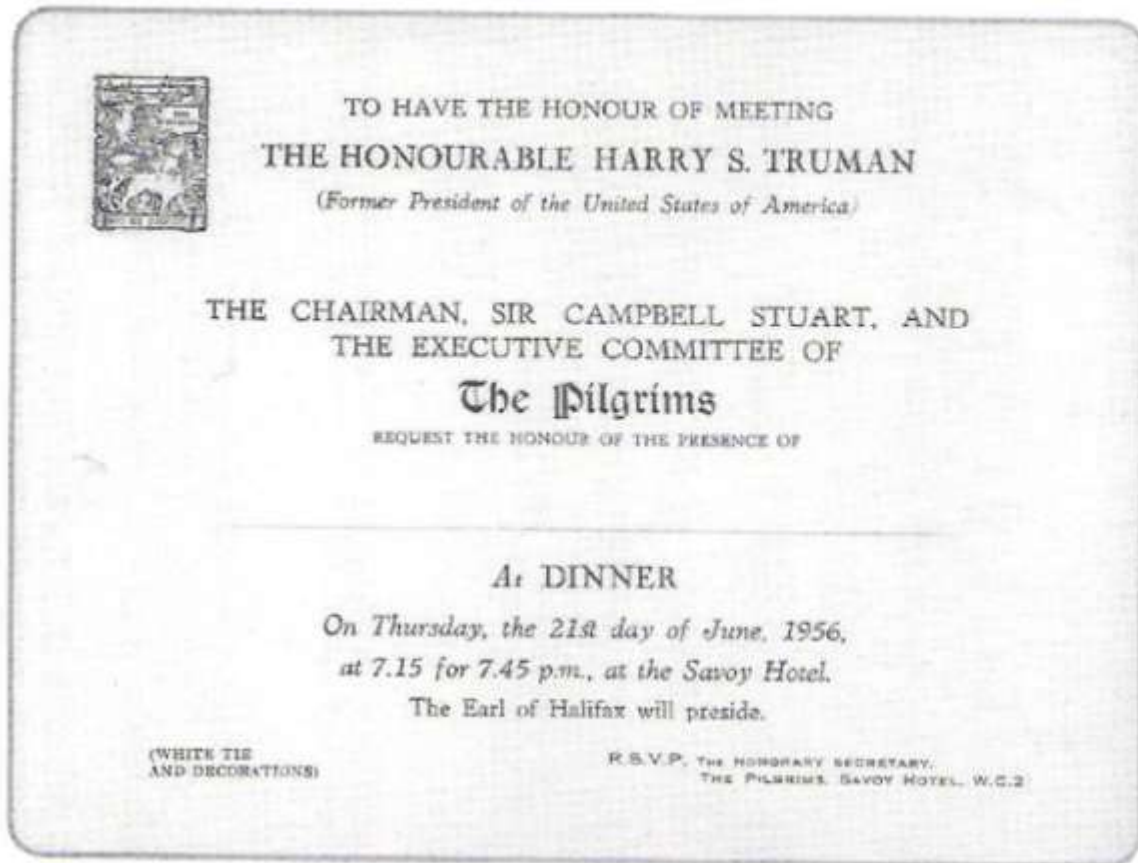 TO HAVE THE HONOUR OF MEETING
THE HONOURABLE HARRY S. TRUMAN
(Former President of the United States of America)
THE CHAIRMAN, SIR CAMPBELL STUART, AND
THE EXECUTIVE COMMITTEE OF
The Pilgrims
REQUEST THE HONOUR OF THE PRESENCE OF
At DINNER
On Thursday, the 21st day of June, 1956,
at 7.15 for 7.45 p.m., at the Savoy Hotel.
The Earl of Halifax will preside.
(WHITE TIE
AND DECORATIONS)
R.S.V.P. THE HONORARY SECRETARY,
THE PILGRIMS, SAVOY HOTEL, W.C.2